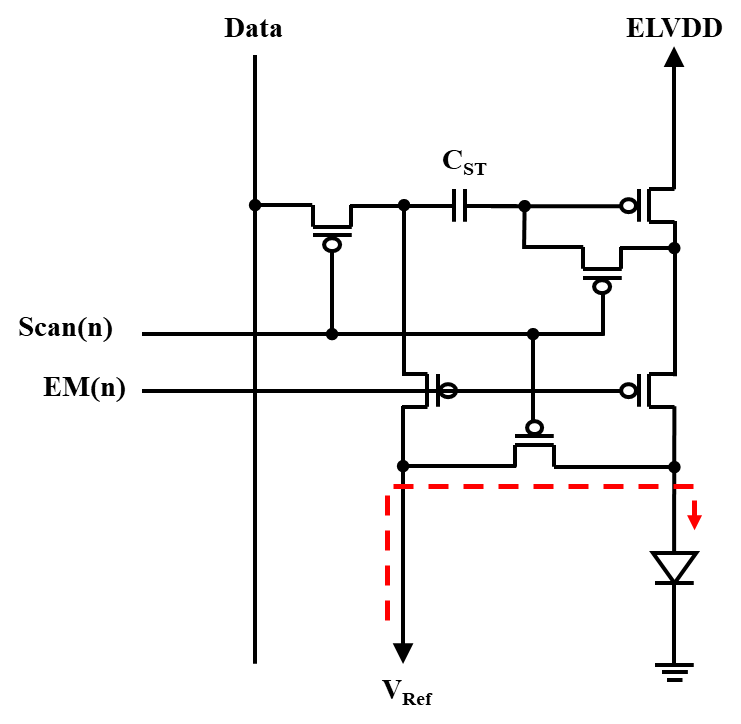 Data
ELVDD
CST
Scan(n)
EM(n)
VRef